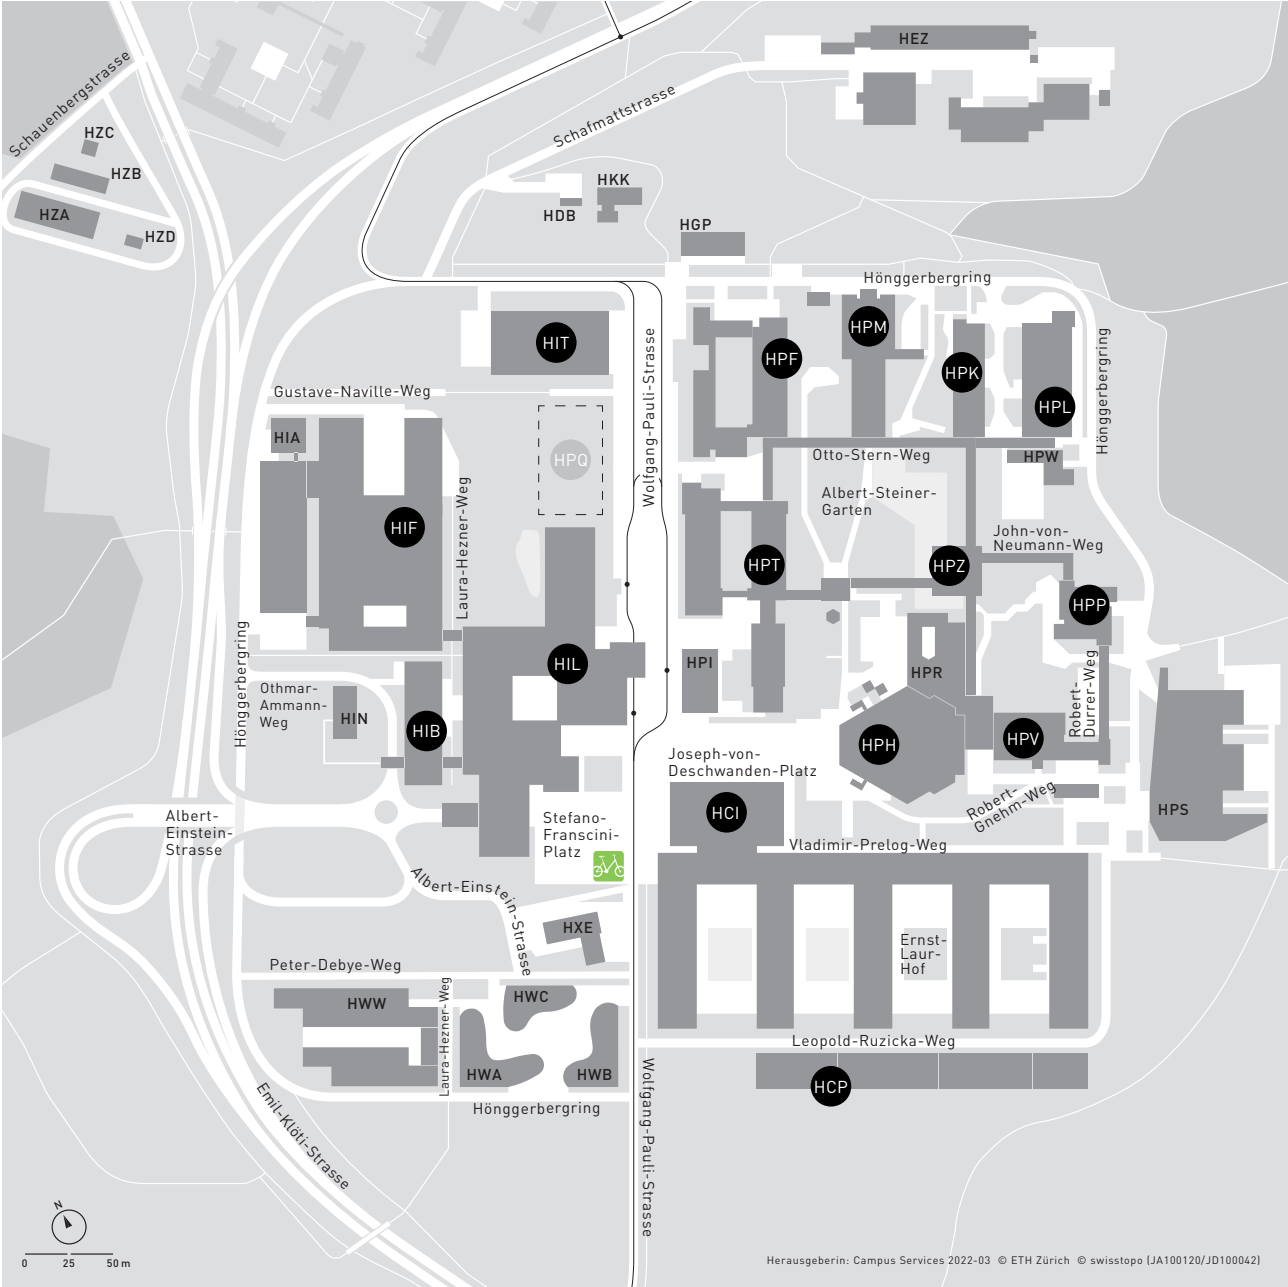 HEZ
Schauenbergstrasse
Schafmattstrasse
HZC
HZB
HZA
HZD
HKK
HDB
HGP
Hönggerbergring
HIT
Wolfgang-Pauli-Strasse
HPF
HPM
HPK
HPL
Hönggerbergring
Gustave-Naville-Weg
HIA
HPQ
Otto-Stern-Weg
HPW
Albert-Steiner-
Garten
HIF
Laura-Hezner-Weg
John-von-
Neumann-Weg
HPT
HPZ
HPP
Hönggerbergring
HIL
HPI
HPR
Robert-
Durrer-Weg
Othmar-
Ammann-
Weg
HIN
HIB
HPH
HPV
Joseph-von-
Deschwanden-Platz
Robert-
Gnehm-Weg
HPS
Albert-
Einstein-
Strasse
Stefano-
Franscini-
Platz
HCI
Vladimir-Prelog-Weg
Albert-Einstein-Strasse
HXE
Ernst-
Laur-
Hof
Peter-Debye-Weg
HWW
Laura-Hezner-Weg
HWC
HWA
HWB
Leopold-Ruzicka-Weg
HCP
Hönggerbergring
Emil-Klöti-Strasse
Wolfgang-Pauli-Strasse
N
0 25 50 m
Herausgeberin: Campus Services 2022-03 © ETH Zürich © swisstopo (JA100120/JD100042)